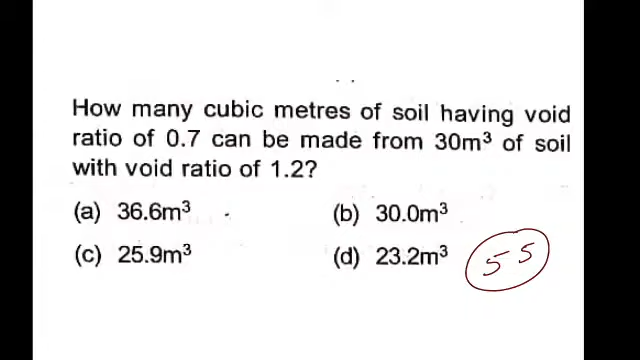 How many cubic metres of soil having void
ratio of 0.7 can be made from 30m³ of soil
with void ratio of 1.2?
(a) 36.6m³ (b) 30.0m³
(c) 25.9m³ (d) 23.2m³
55